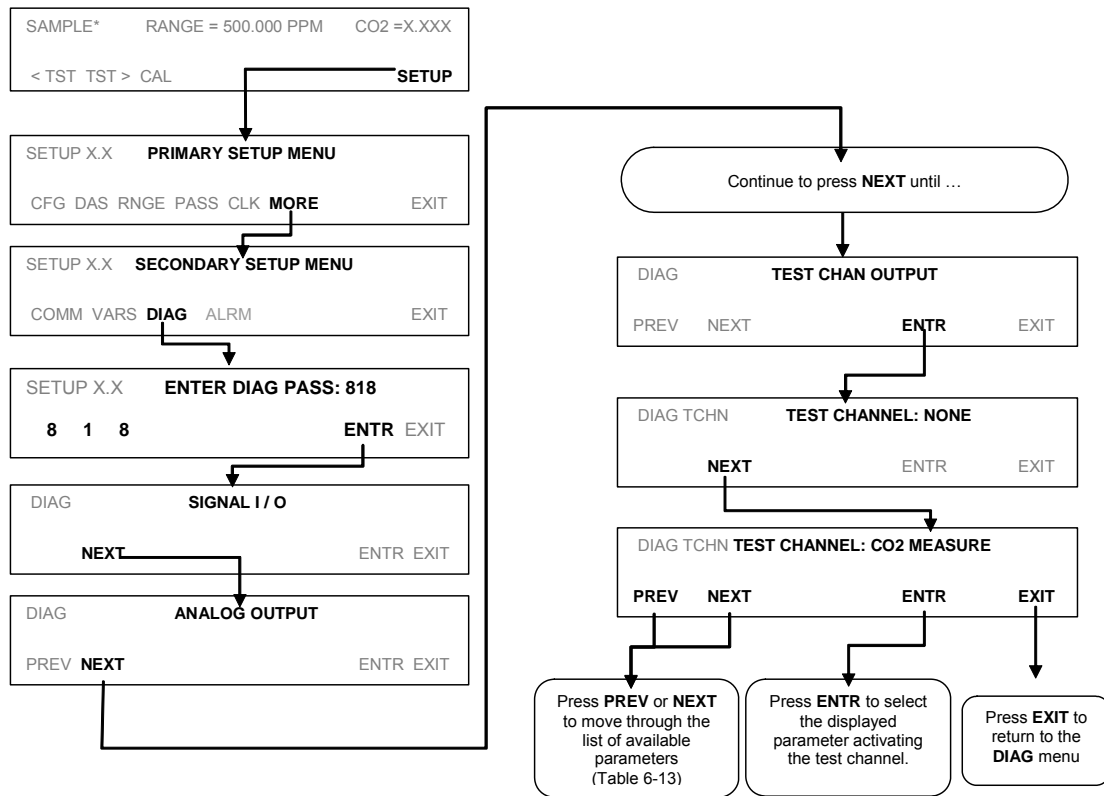 SAMPLE* RANGE = 500.000 PPM CO2 =X.XXX
< TST TST > CAL SETUP
SETUP X.X PRIMARY SETUP MENU
CFG DAS RNGE PASS CLK MORE EXIT
SETUP X.X SECONDARY SETUP MENU
COMM VARS DIAG ALRM EXIT
SETUP X.X ENTER DIAG PASS: 818
8 1 8 ENTR EXIT
DIAG SIGNAL I / O
NEXT ENTR EXIT
DIAG ANALOG OUTPUT
PREV NEXT ENTR EXIT
Continue to press NEXT until …
DIAG TEST CHAN OUTPUT
PREV NEXT ENTR EXIT
DIAG TCHN TEST CHANNEL: NONE
NEXT ENTR EXIT
DIAG TCHN TEST CHANNEL: CO2 MEASURE
PREV NEXT ENTR EXIT
Press PREV or NEXT
to move through the
list of available
parameters
(Table 6-13)
Press ENTR to select
the displayed
parameter activating
the test channel.
Press EXIT to
return to the
DIAG menu